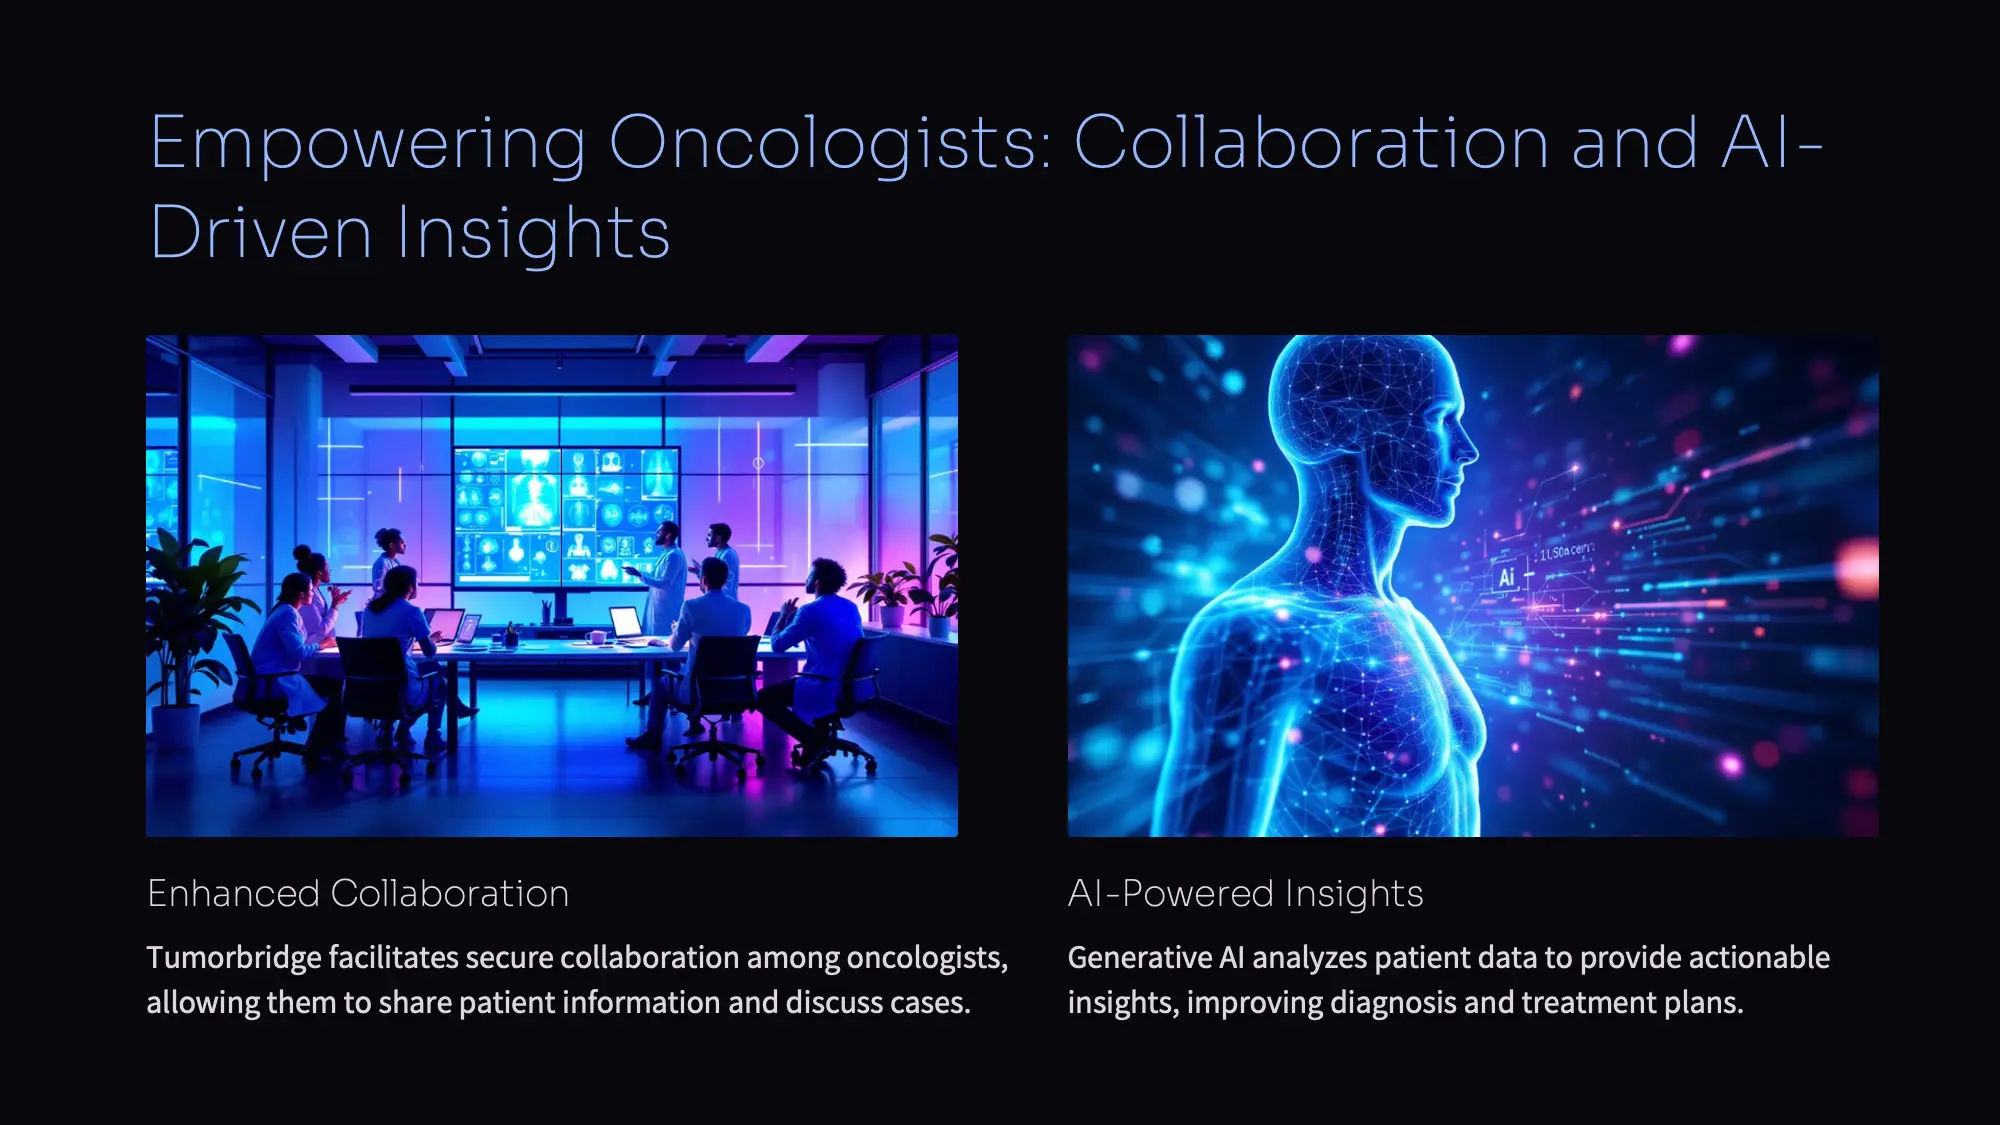 Empowering Oncologists: Collaboration and AI-
Driven Insights
Ai
Enhanced Collaboration
Tumorbridge facilitates secure collaboration among oncologists,
allowing them to share patient information and discuss cases.
AI-Powered Insights
Generative AI analyzes patient data to provide actionable
insights, improving diagnosis and treatment plans.